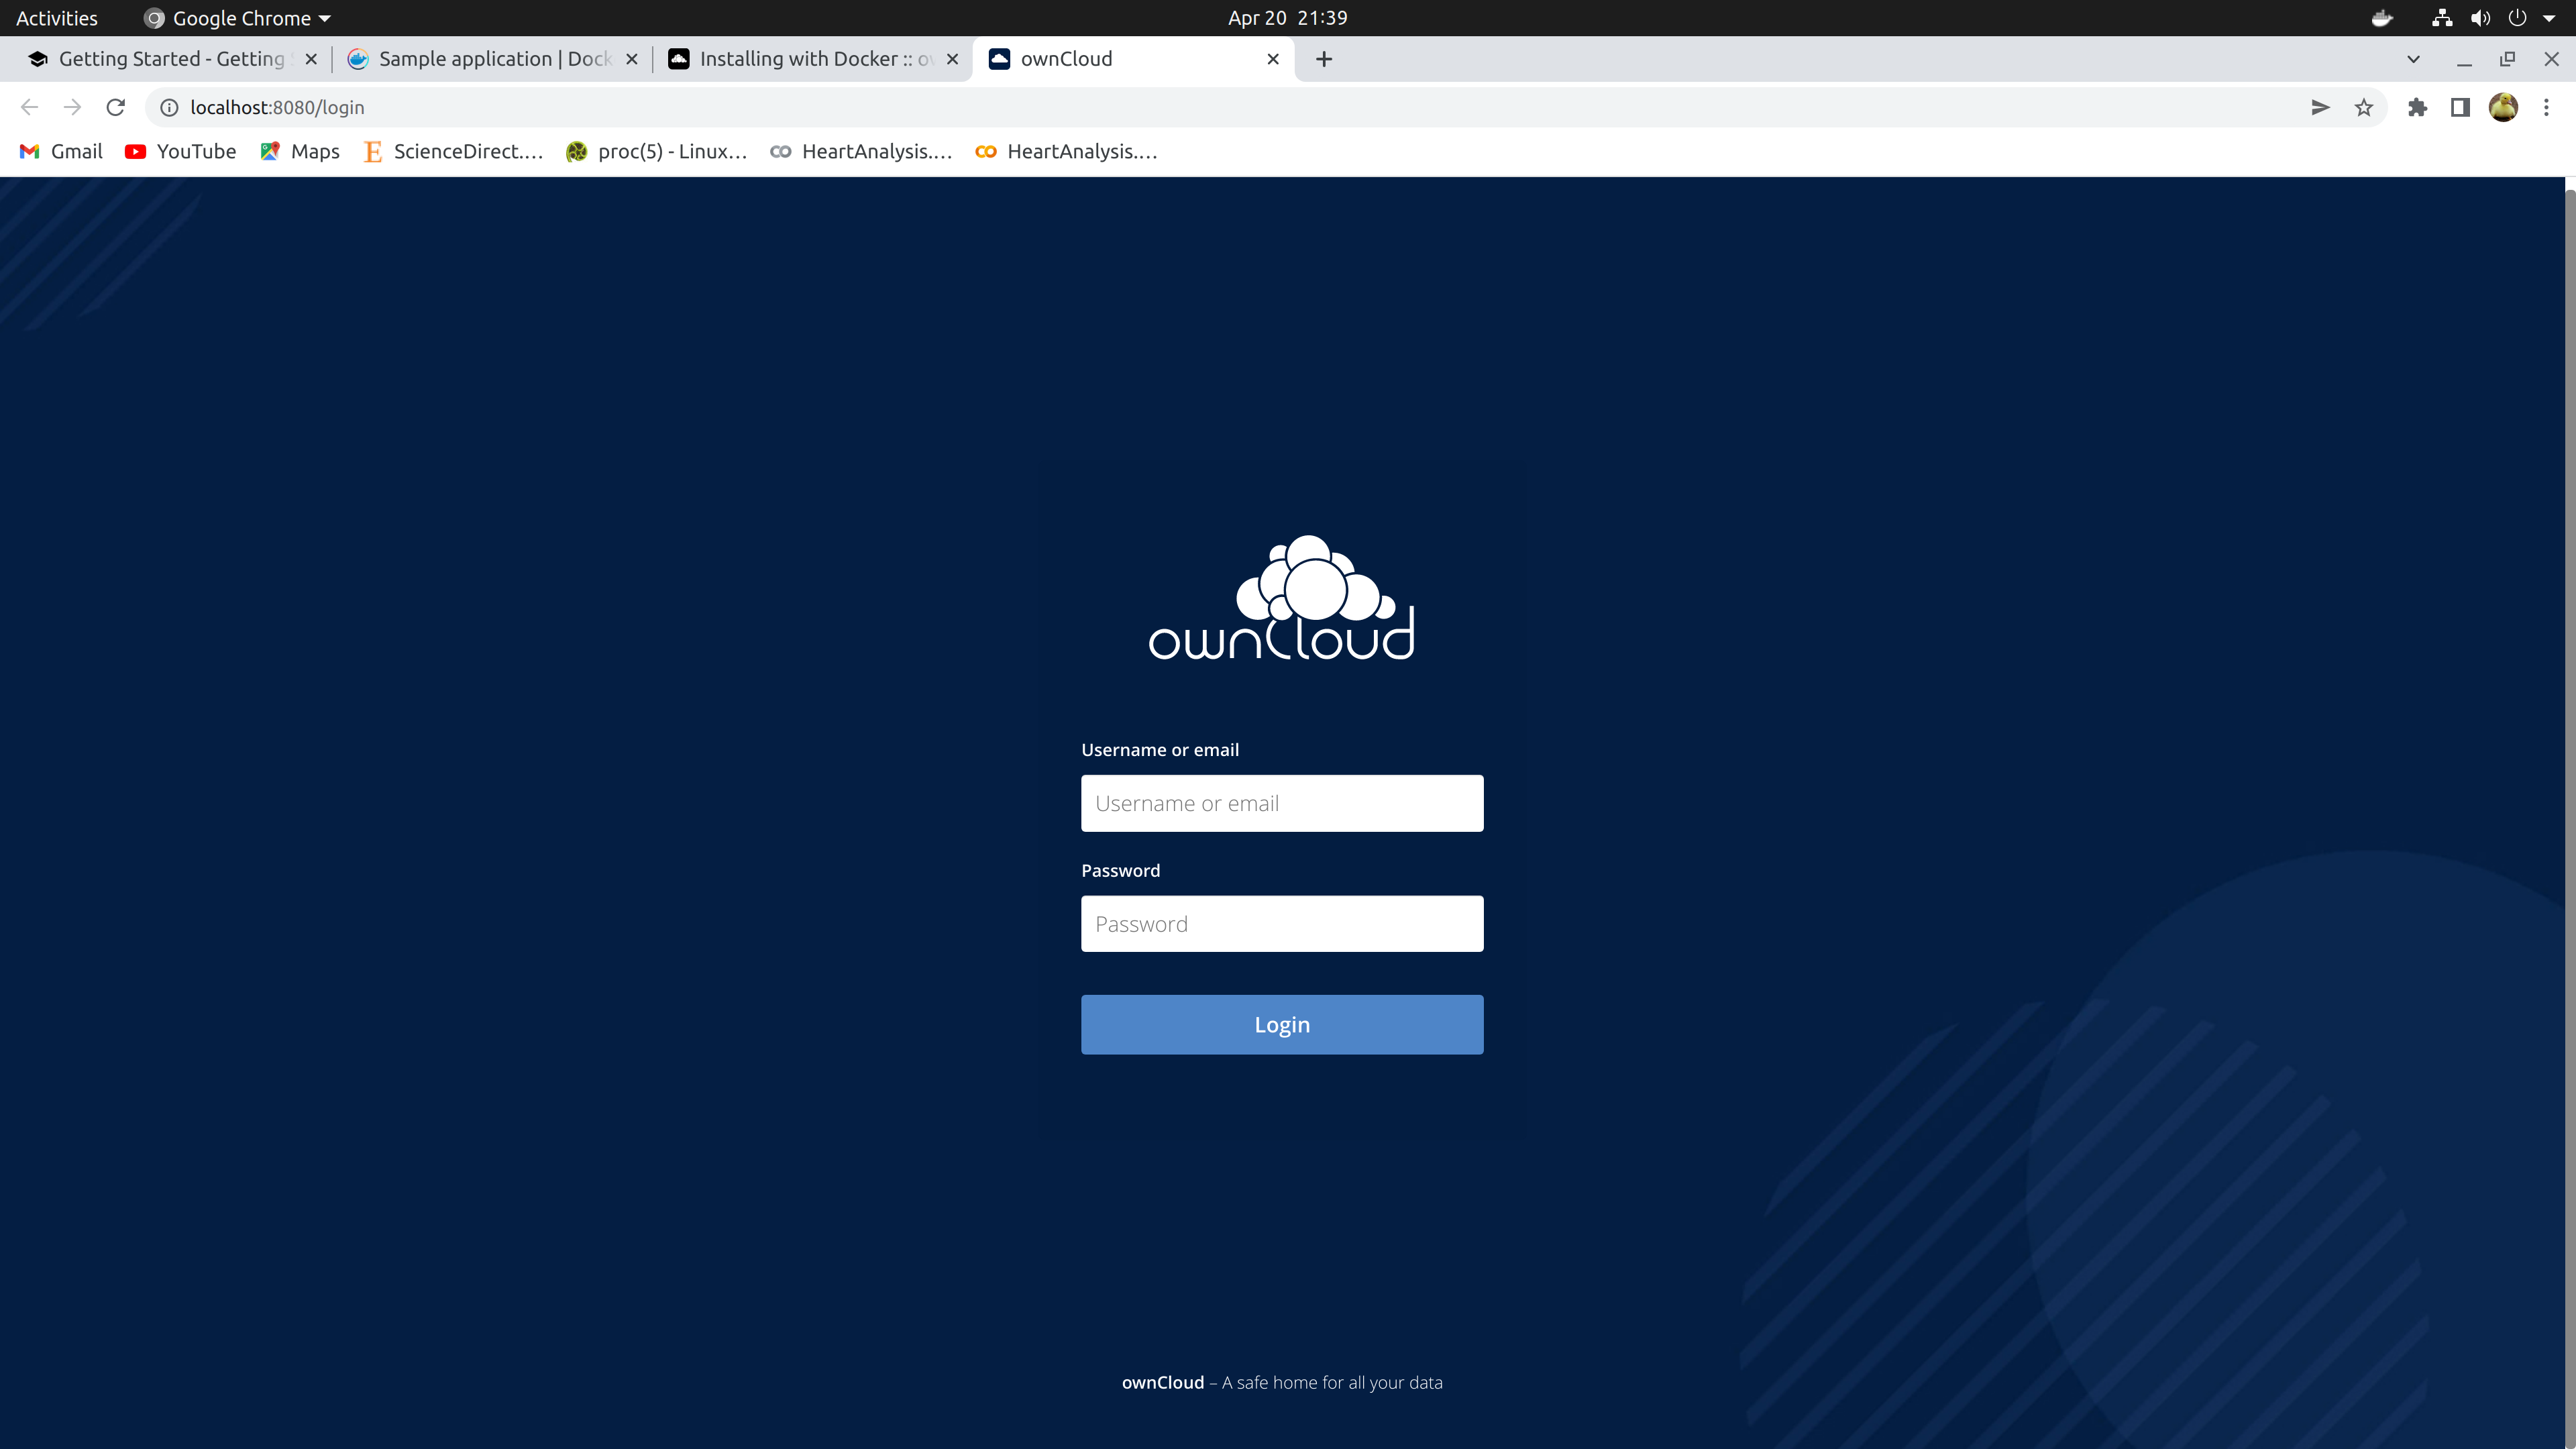 Activities Google Chrome Apr 20 21:39
Getting Started - Getting Sample application | Dock Installing with Docker :: ow ownCloud
localhost:8080/login
Gmail YouTube Maps ScienceDirect.... proc(5) - Linux... HeartAnalysis.... HeartAnalysis....
ownCloud
Username or email
Username or email
Password
Password
Login
ownCloud – A safe home for all your data